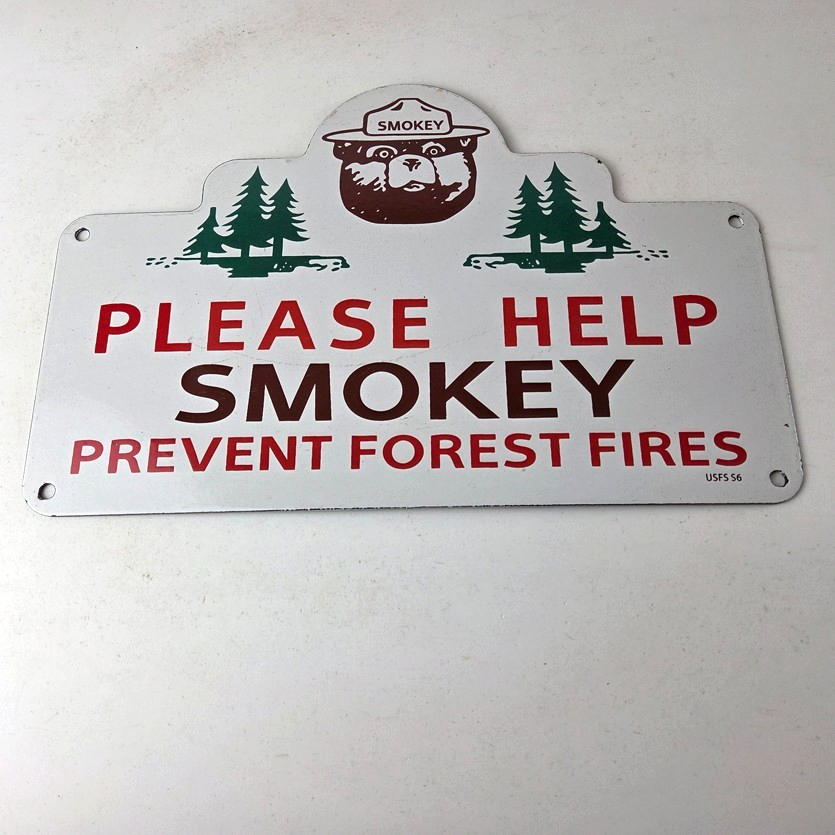 SMOKEY
PLEASE HELP
SMOKEY
PREVENT FOREST FIRES
USFS S6